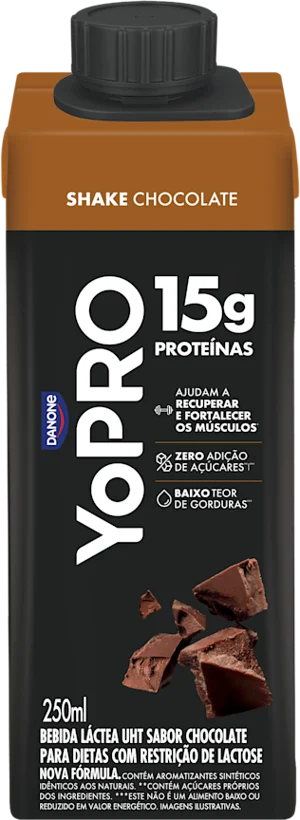 SHAKE CHOCOLATE
15g
PROTEÍNAS
DANONE
YoPRO
AJUDAM A
RECUPERAR
E FORTALECER
OS MÚSCULOS*
ZERO ADIÇÃO
DE AÇÚCARES**/***
BAIXO TEOR
DE GORDURAS***
250ml
BEBIDA LÁCTEA UHT SABOR CHOCOLATE
PARA DIETAS COM RESTRIÇÃO DE LACTOSE
NOVA FÓRMULA. CONTÉM AROMATIZANTES SINTÉTICOS
IDÊNTICOS AOS NATURAIS. **CONTÉM AÇÚCARES PRÓPRIOS
DOS INGREDIENTES. ***ESTE NÃO É UM ALIMENTO BAIXO OU
REDUZIDO EM VALOR ENERGÉTICO. IMAGENS ILUSTRATIVAS.